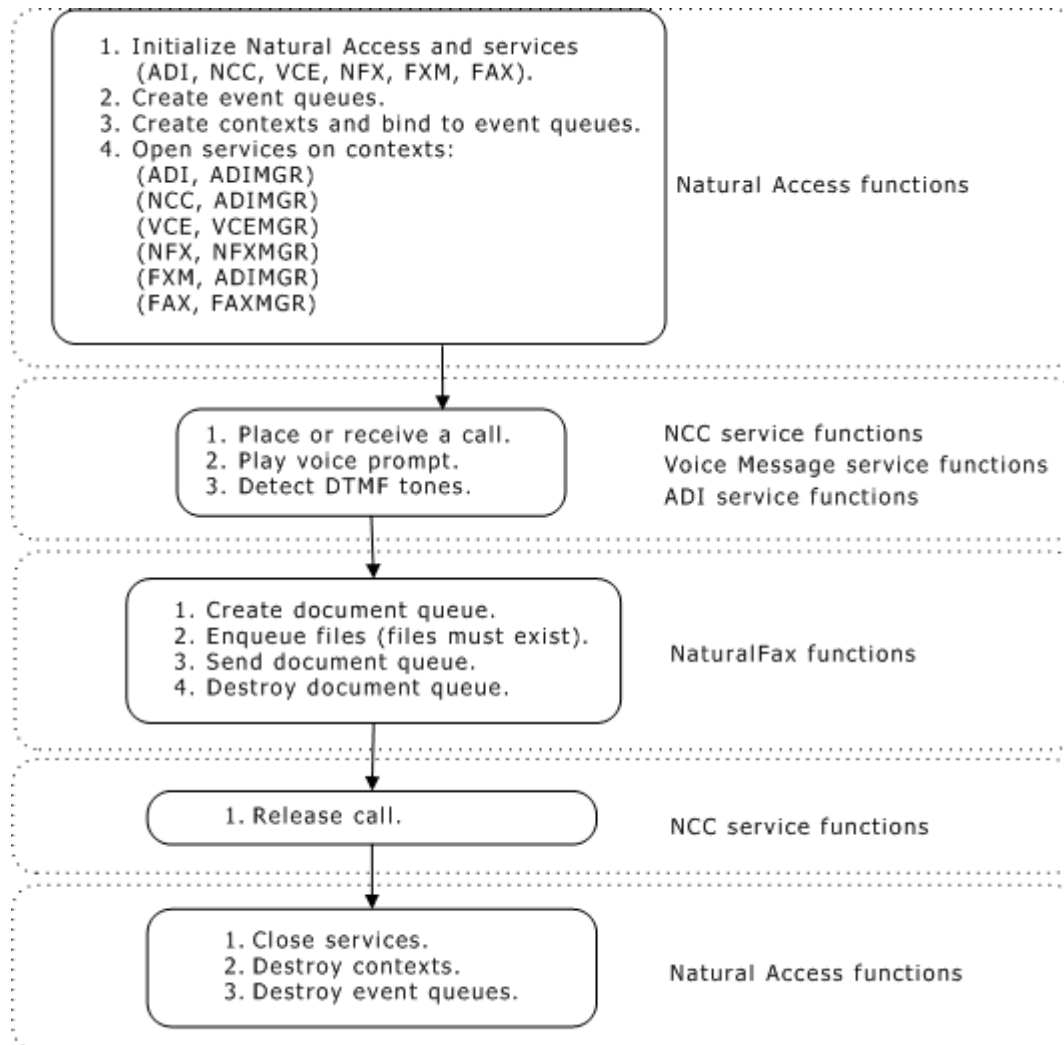 1. Initialize Natural Access and services
(ADI, NCC, VCE, NFX, FXM, FAX).
2. Create event queues.
3. Create contexts and bind to event queues.
4. Open services on contexts:
(ADI, ADIMGR)
(NCC, ADIMGR)
(VCE, VCEMGR)
(NFX, NFXMGR)
(FXM, ADIMGR)
(FAX, FAXMGR)
Natural Access functions
1. Place or receive a call.
2. Play voice prompt.
3. Detect DTMF tones.
NCC service functions
Voice Message service functions
ADI service functions
1. Create document queue.
2. Enqueue files (files must exist).
3. Send document queue.
4. Destroy document queue.
NaturalFax functions
1. Release call.
NCC service functions
1. Close services.
2. Destroy contexts.
3. Destroy event queues.
Natural Access functions